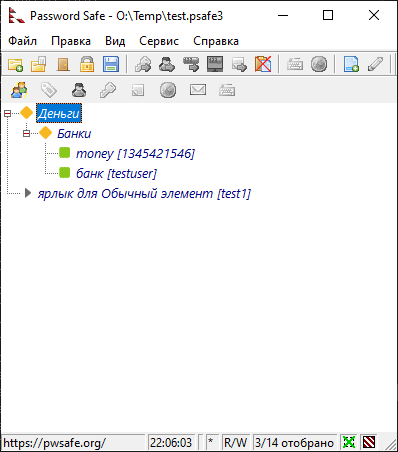 Password Safe - O:\Temp\test.psafe3
Файл Правка Вид Сервис Справка
Деньги
Банки
money [1345421546]
банк [testuser]
ярлык для Обычный элемент [test1]
https://pwsafe.org/ 22:06:03 * R/W 3/14 отобрано